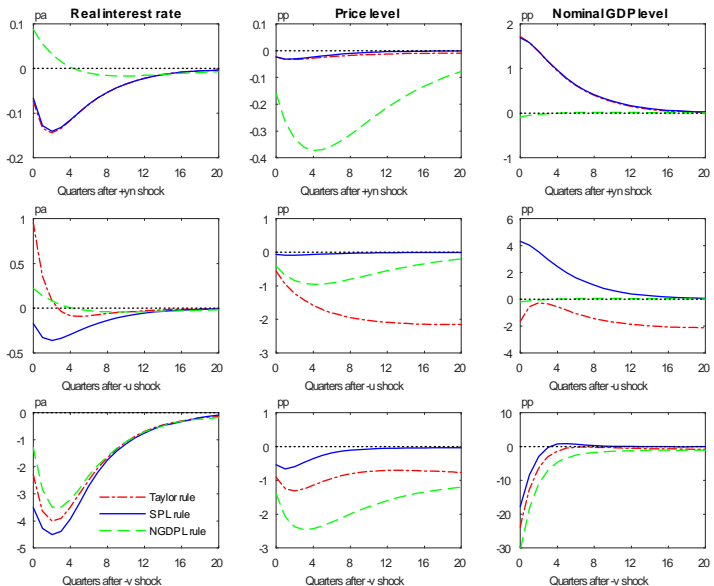 Real interest rate
Price level
Nominal GDP level
pa
pp
pp
0.1
0
-0.1
-0.2
0 4 8 12 16 20
Quarters after +yn shock
0.1
0
-0.1
-0.2
-0.3
-0.4
0 4 8 12 16 20
Quarters after +yn shock
2
1
0
-1
0 4 8 12 16 20
Quarters after +yn shock
pa
pp
pp
1
0.5
0
-0.5
0 4 8 12 16 20
Quarters after -u shock
1
0
-1
-2
-3
0 4 8 12 16 20
Quarters after -u shock
6
4
2
0
-2
-4
0 4 8 12 16 20
Quarters after -u shock
pa
pp
pp
0
-1
-2
-3
-4
-5
Taylor rule
SPL rule
NGDPL rule
0 4 8 12 16 20
Quarters after -v shock
1
0
-1
-2
-3
0 4 8 12 16 20
Quarters after -v shock
10
0
-10
-20
-30
0 4 8 12 16 20
Quarters after -v shock